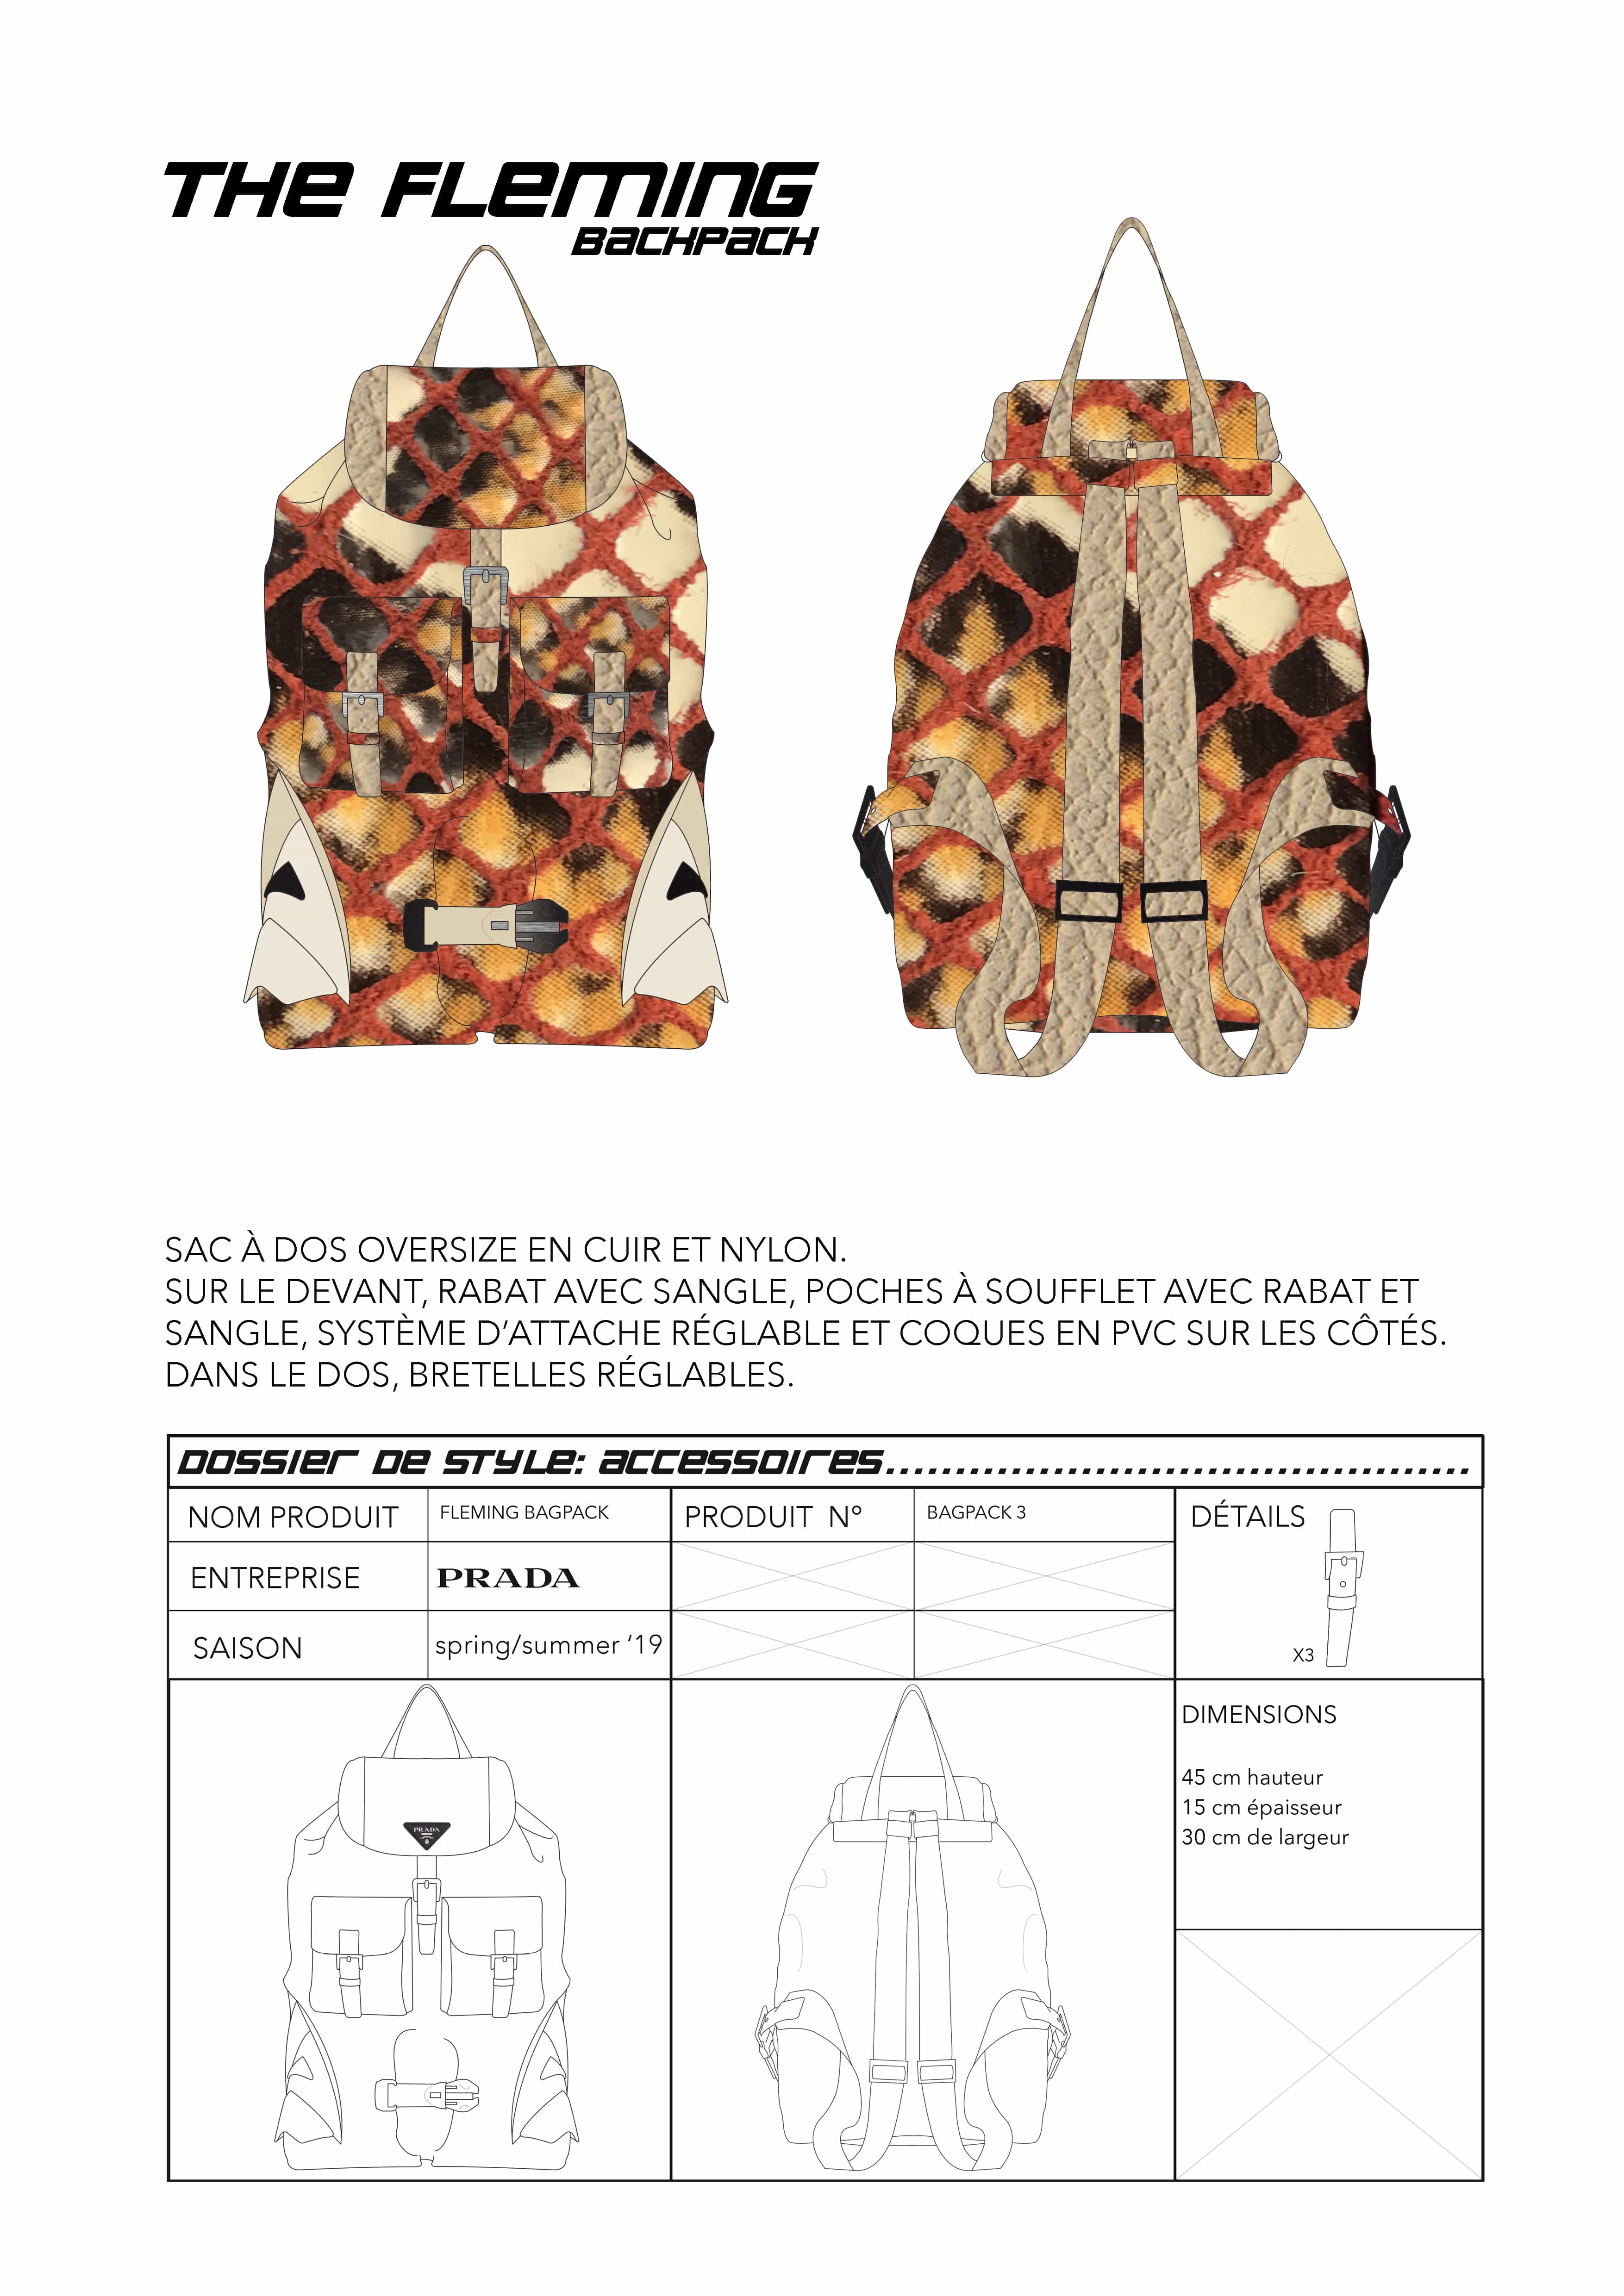 THE FLEMING
BACKPACK
SAC À DOS OVERSIZE EN CUIR ET NYLON.
SUR LE DEVANT, RABAT AVEC SANGLE, POCHES À SOUFFLET AVEC RABAT ET
SANGLE, SYSTÈME D’ATTACHE RÉGLABLE ET COQUES EN PVC SUR LES CÔTÉS.
DANS LE DOS, BRETELLES RÉGLABLES.
DOSSIER DE STYLE: ACCESSOIRES..........................................
NOM PRODUIT FLEMING BAGPACK PRODUIT N° BAGPACK 3 DÉTAILS
ENTREPRISE PRADA
SAISON spring/summer ‘19
X3
DIMENSIONS
45 cm hauteur
15 cm épaisseur
30 cm de largeur
PRADA